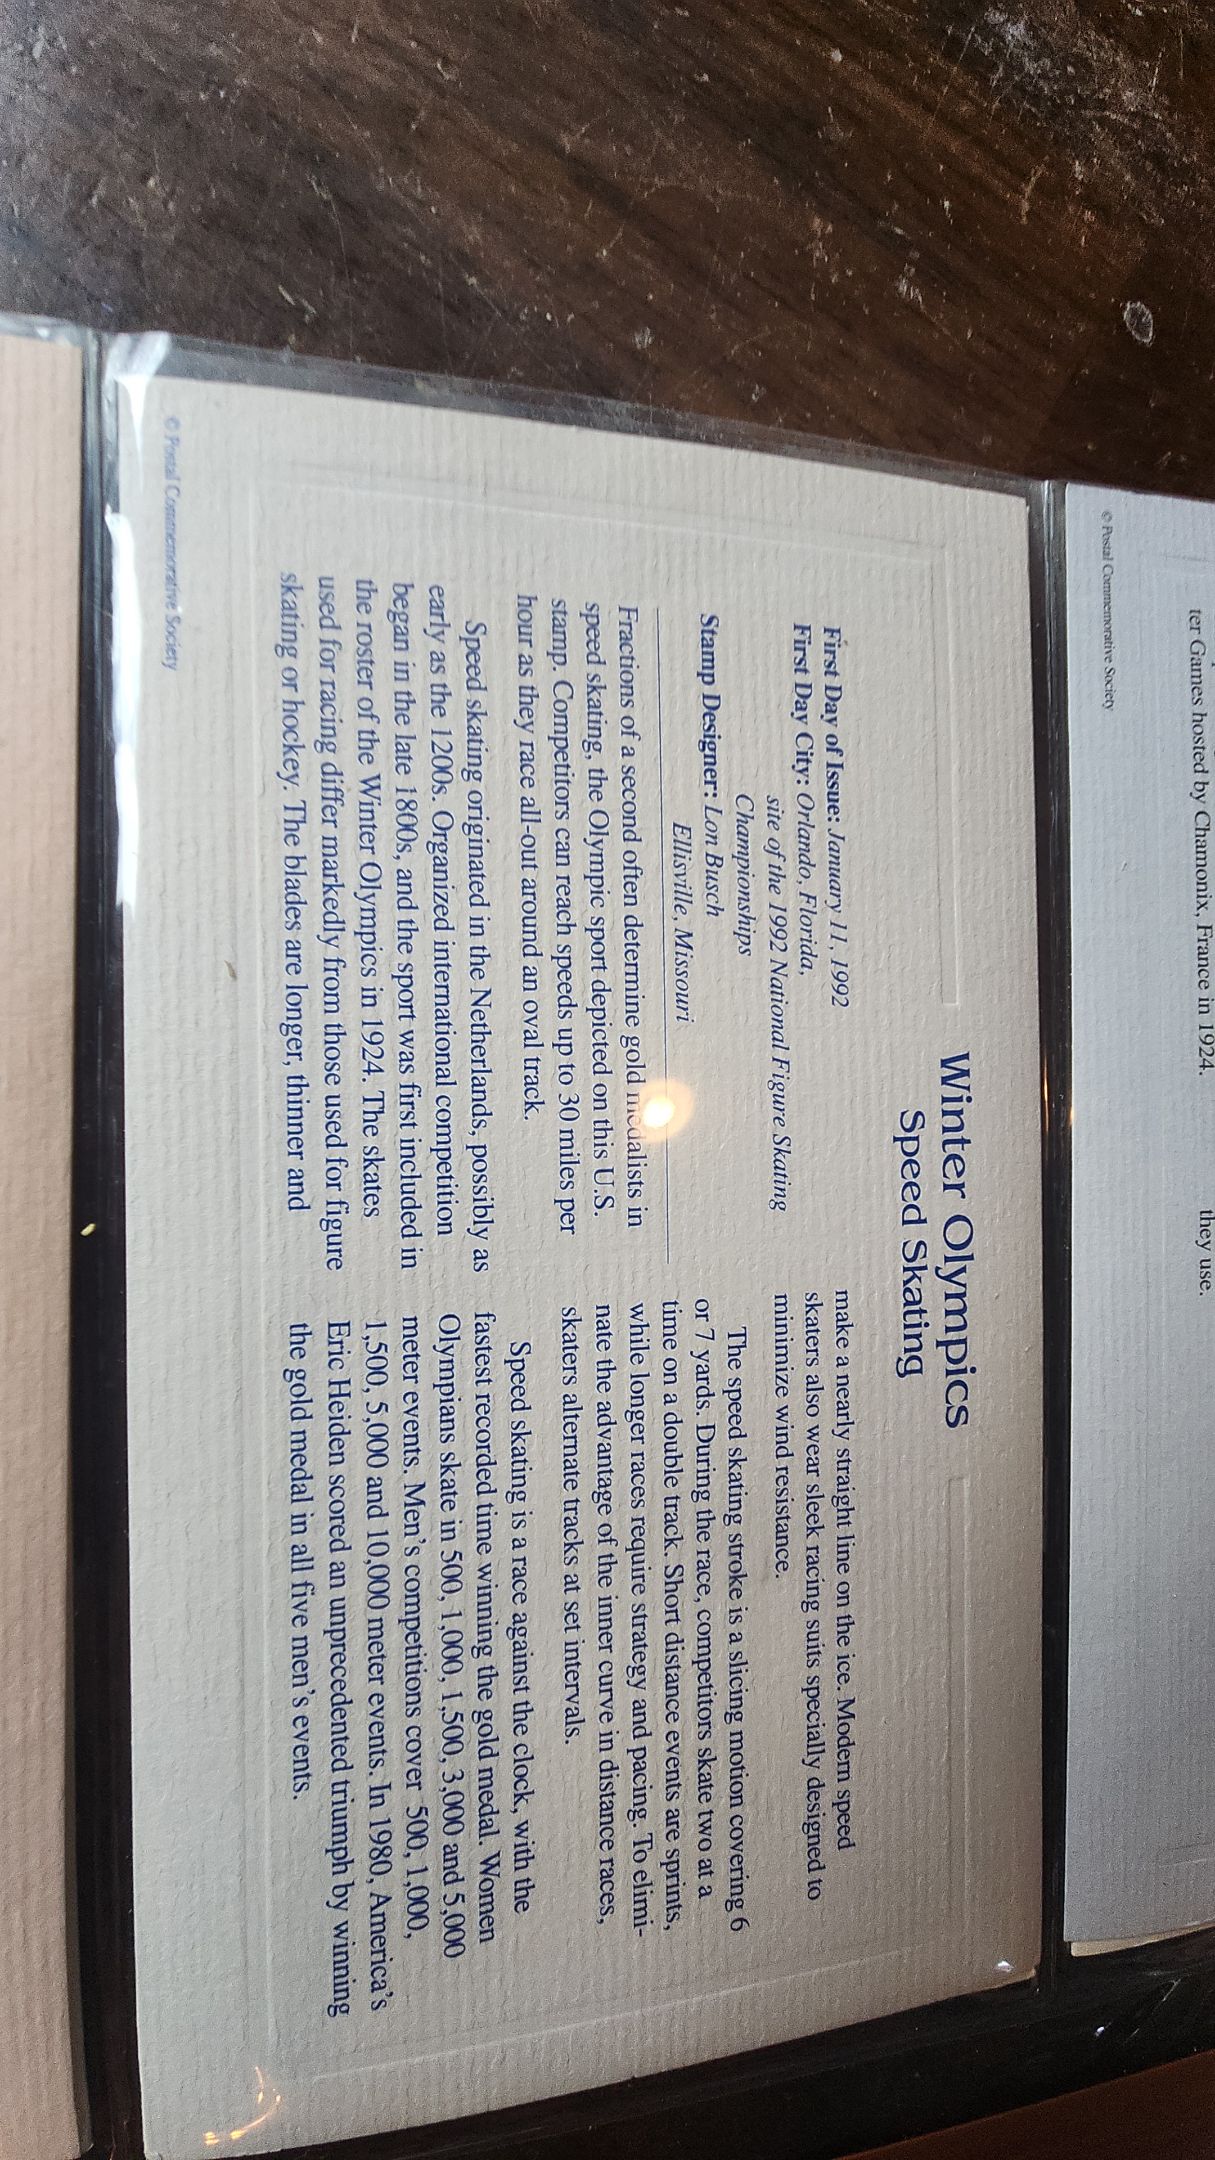 Winter Olympics
Speed Skating
First Day of Issue: January 11, 1992
First Day City: Orlando, Florida,
site of the 1992 National Figure Skating
Championships
Stamp Designer: Lon Busch
Ellisville, Missouri
Fractions of a second often determine gold medalists in
speed skating, the Olympic sport depicted on this U.S.
stamp. Competitors can reach speeds up to 30 miles per
hour as they race all-out around an oval track.
Speed skating originated in the Netherlands, possibly as
early as the 1200s. Organized international competition
began in the late 1800s, and the sport was first included in
the roster of the Winter Olympics in 1924. The skates
used for racing differ markedly from those used for figure
skating or hockey. The blades are longer, thinner and
make a nearly straight line on the ice. Modern speed
skaters also wear sleek racing suits specially designed to
minimize wind resistance.
The speed skating stroke is a slicing motion covering 6
or 7 yards. During the race, competitors skate two at a
time on a double track. Short distance events are sprints,
while longer races require strategy and pacing. To elimi-
nate the advantage of the inner curve in distance races,
skaters alternate tracks at set intervals.
Speed skating is a race against the clock, with the
fastest recorded time winning the gold medal. Women
Olympians skate in 500, 1,000, 1,500, 3,000 and 5,000
meter events. Men's competitions cover 500, 1,000,
1,500, 5,000 and 10,000 meter events. In 1980, America's
Eric Heiden scored an unprecedented triumph by winning
the gold medal in all five men's events.
© Postal Commemorative Society
ter Games hosted by Chamonix, France in 1924.
they use.
© Postal Commemorative Society